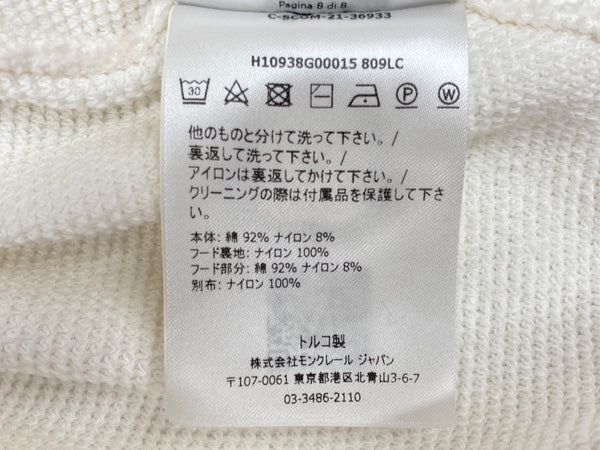 Pagina 8 di 8
C-SCOM-21-36933
H10938G00015 809LC
30 P W
他のものと分けて洗って下さい。/
裏返して洗って下さい。/
アイロンは裏返してかけて下さい。/
クリーニングの際は付属品を保護して下さ
い。
本体: 綿 92% ナイロン 8%
フード裏地: ナイロン 100%
フード部分: 綿 92% ナイロン 8%
別布: ナイロン 100%
トルコ製
株式会社モンクレール ジャパン
〒107-0061 東京都港区北青山3-6-7
03-3486-2110